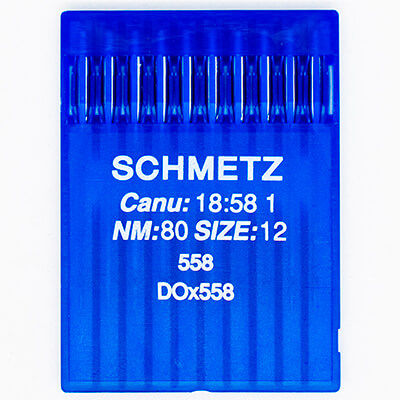 SCHMETZ
Canu: 18:58 1
NM:80 SIZE:12
558
DOx558